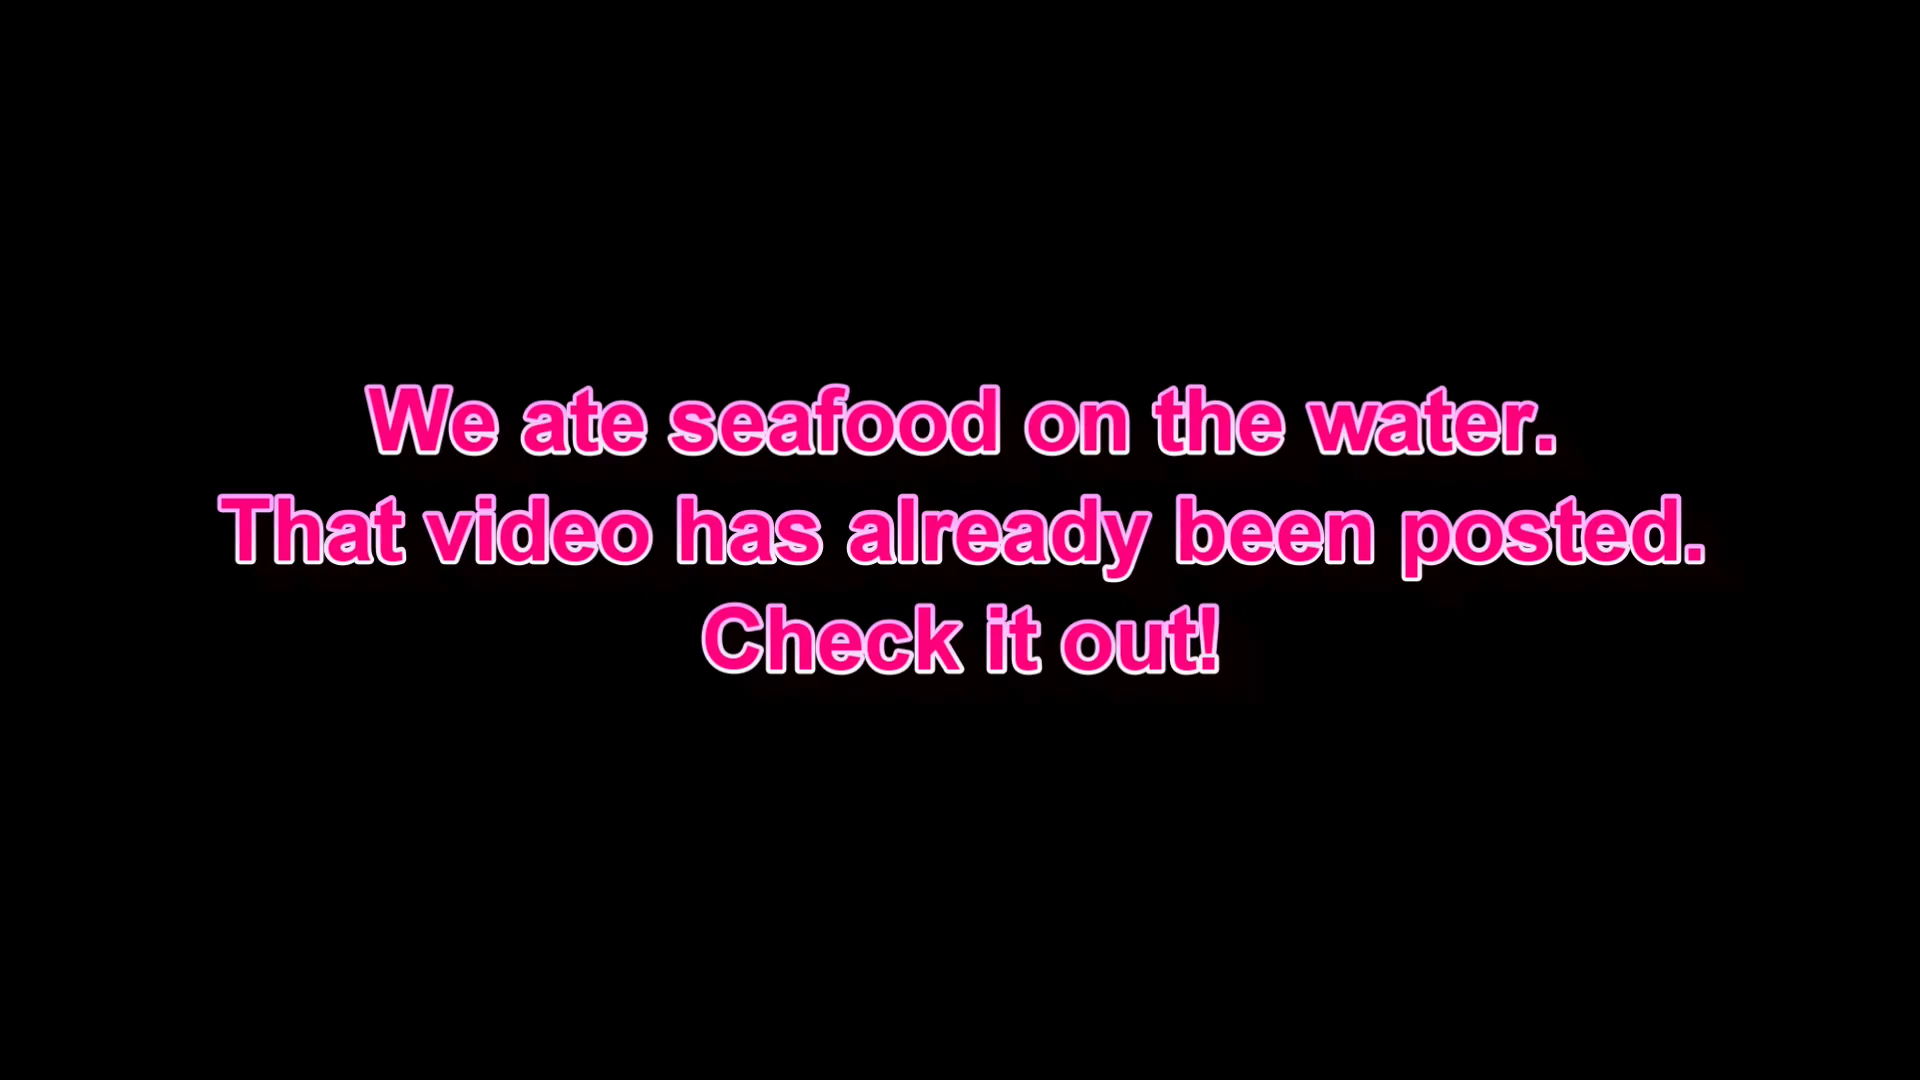 We ate seafood on the water.
That video has already been posted.
Check it out!